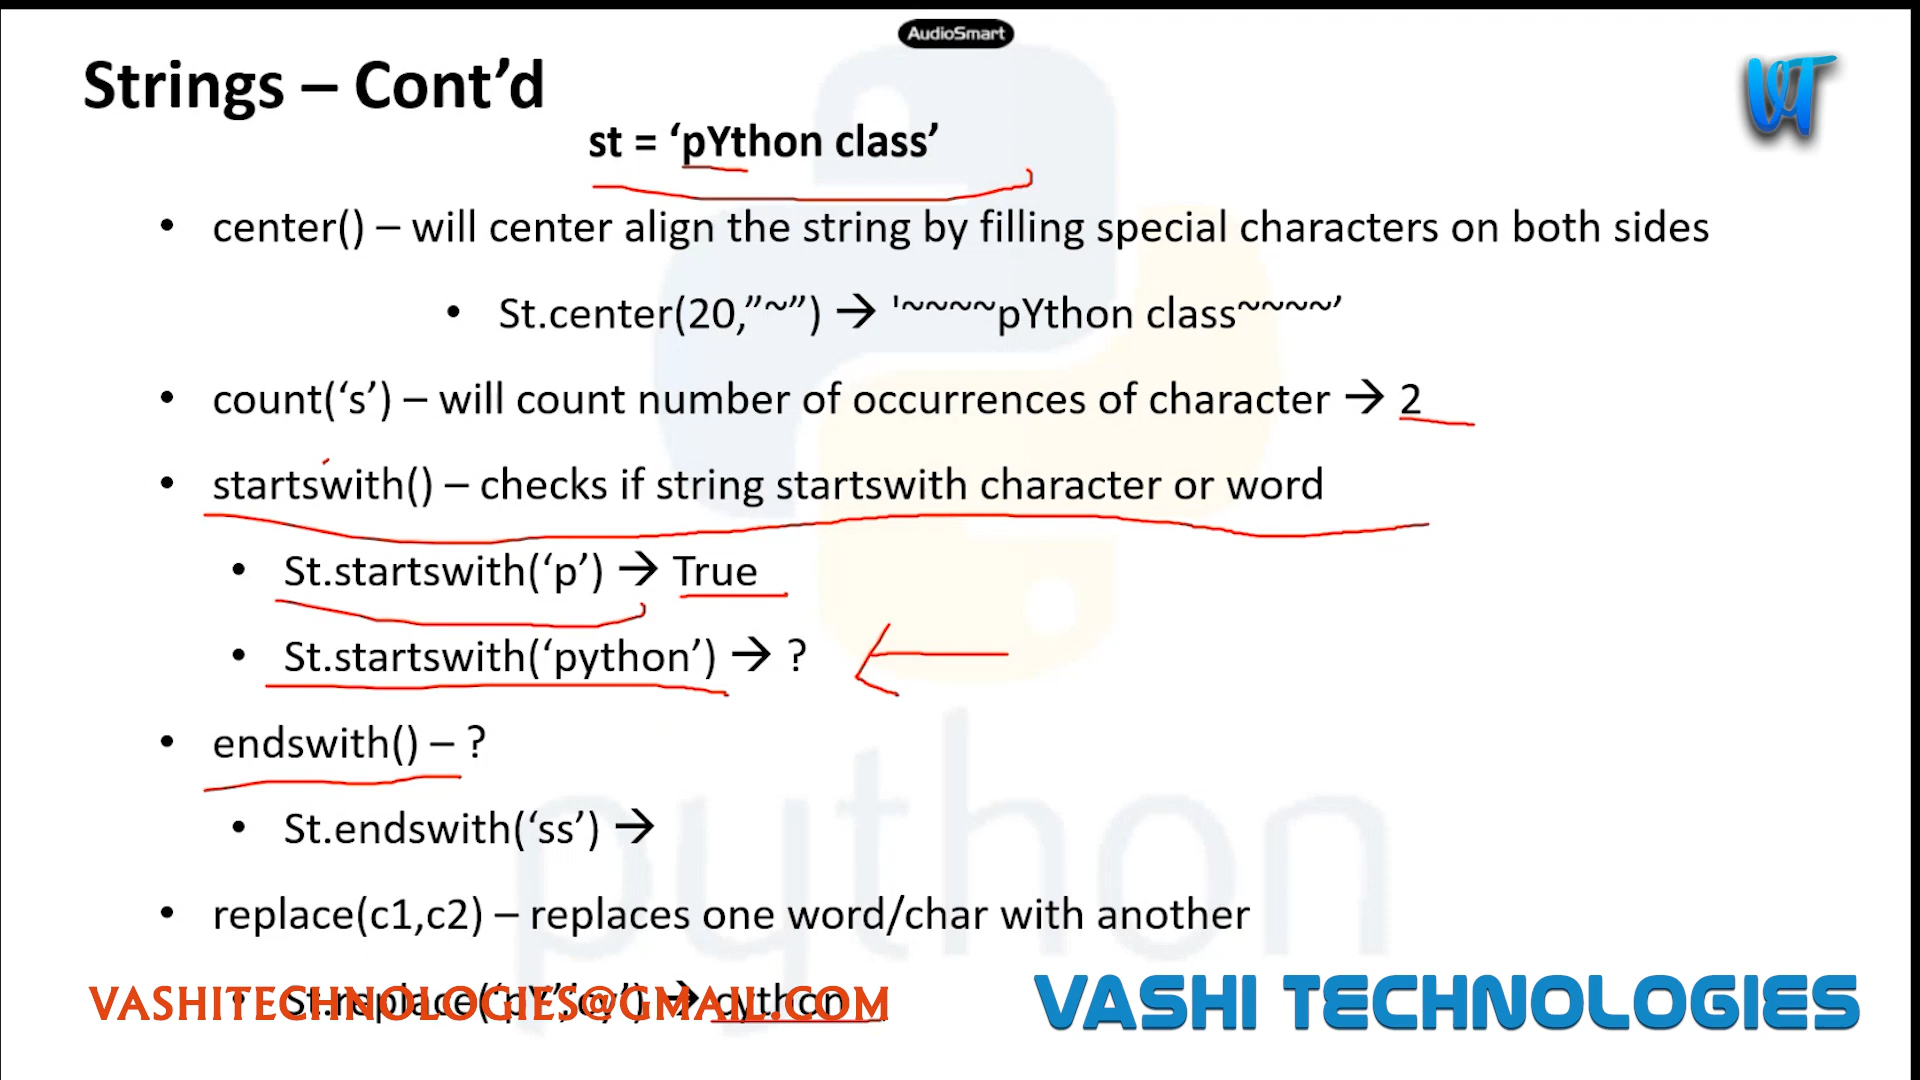 AudioSmart
Strings – Cont’d
VT
st = ‘pYthon class’
• center() – will center align the string by filling special characters on both sides
• St.center(20,”~”) → '~~~~pYthon class~~~~’
• count(‘s’) – will count number of occurrences of character → 2
• startswith() – checks if string startswith character or word
• St.startswith(‘p’) → True
• St.startswith(‘python’) → ?
• endswith() – ?
• St.endswith(‘ss’) →
• replace(c1,c2) – replaces one word/char with another
• St.replace(‘pY’, →
VASHITECHNOLOGIES@GMAIL.COM
VASHI TECHNOLOGIES
python